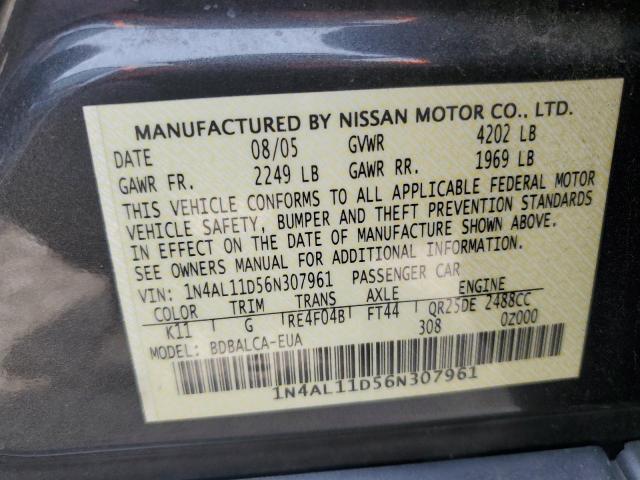 MANUFACTURED BY NISSAN MOTOR CO., LTD.
DATE 08/05 GVWR 4202 LB
GAWR FR. 2249 LB GAWR RR. 1969 LB
THIS VEHICLE CONFORMS TO ALL APPLICABLE FEDERAL MOTOR
VEHICLE SAFETY, BUMPER AND THEFT PREVENTION STANDARDS
IN EFFECT ON THE DATE OF MANUFACTURE SHOWN ABOVE.
SEE OWNERS MANUAL FOR ADDITIONAL INFORMATION.
VIN: 1N4AL11D56N307961 PASSENGER CAR
COLOR TRIM TRANS AXLE ENGINE
K11 G RE4F04B FT44 QR25DE 2488CC
MODEL: BDBALCA-EUA 308 0Z000
1N4AL11D56N307961